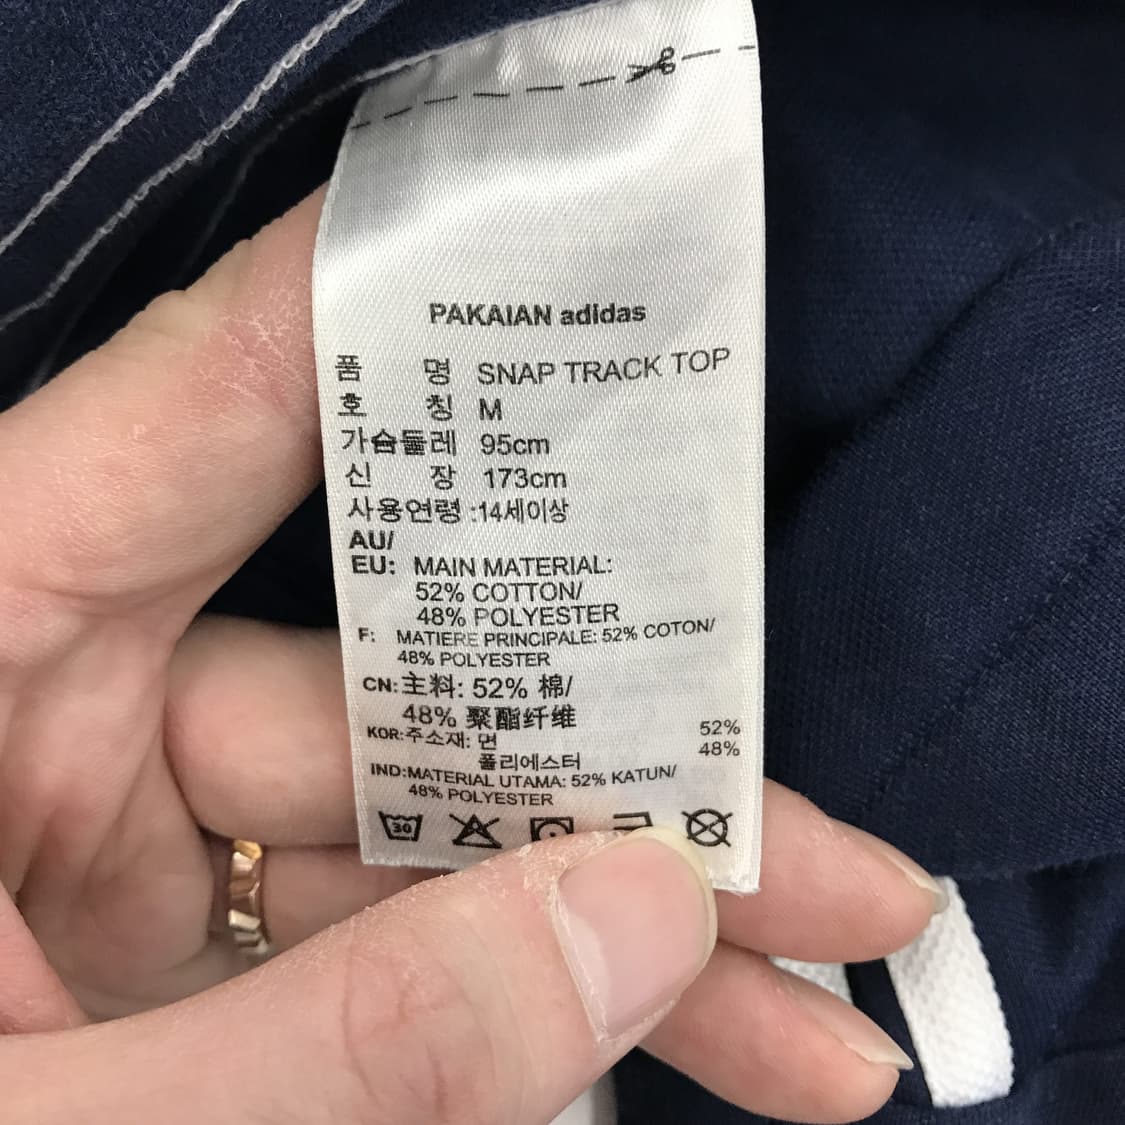 PAKAIAN adidas
품 명 SNAP TRACK TOP
호 칭 M
가슴둘레 95cm
신 장 173cm
사용연령 :14세이상
AU/
EU: MAIN MATERIAL:
52% COTTON/
48% POLYESTER
F: MATIERE PRINCIPALE: 52% COTON/
48% POLYESTER
CN:主料: 52% 棉/
48% 聚酯纤维
KOR:주소재: 면 52%
폴리에스터 48%
IND:MATERIAL UTAMA: 52% KATUN/
48% POLYESTER
30